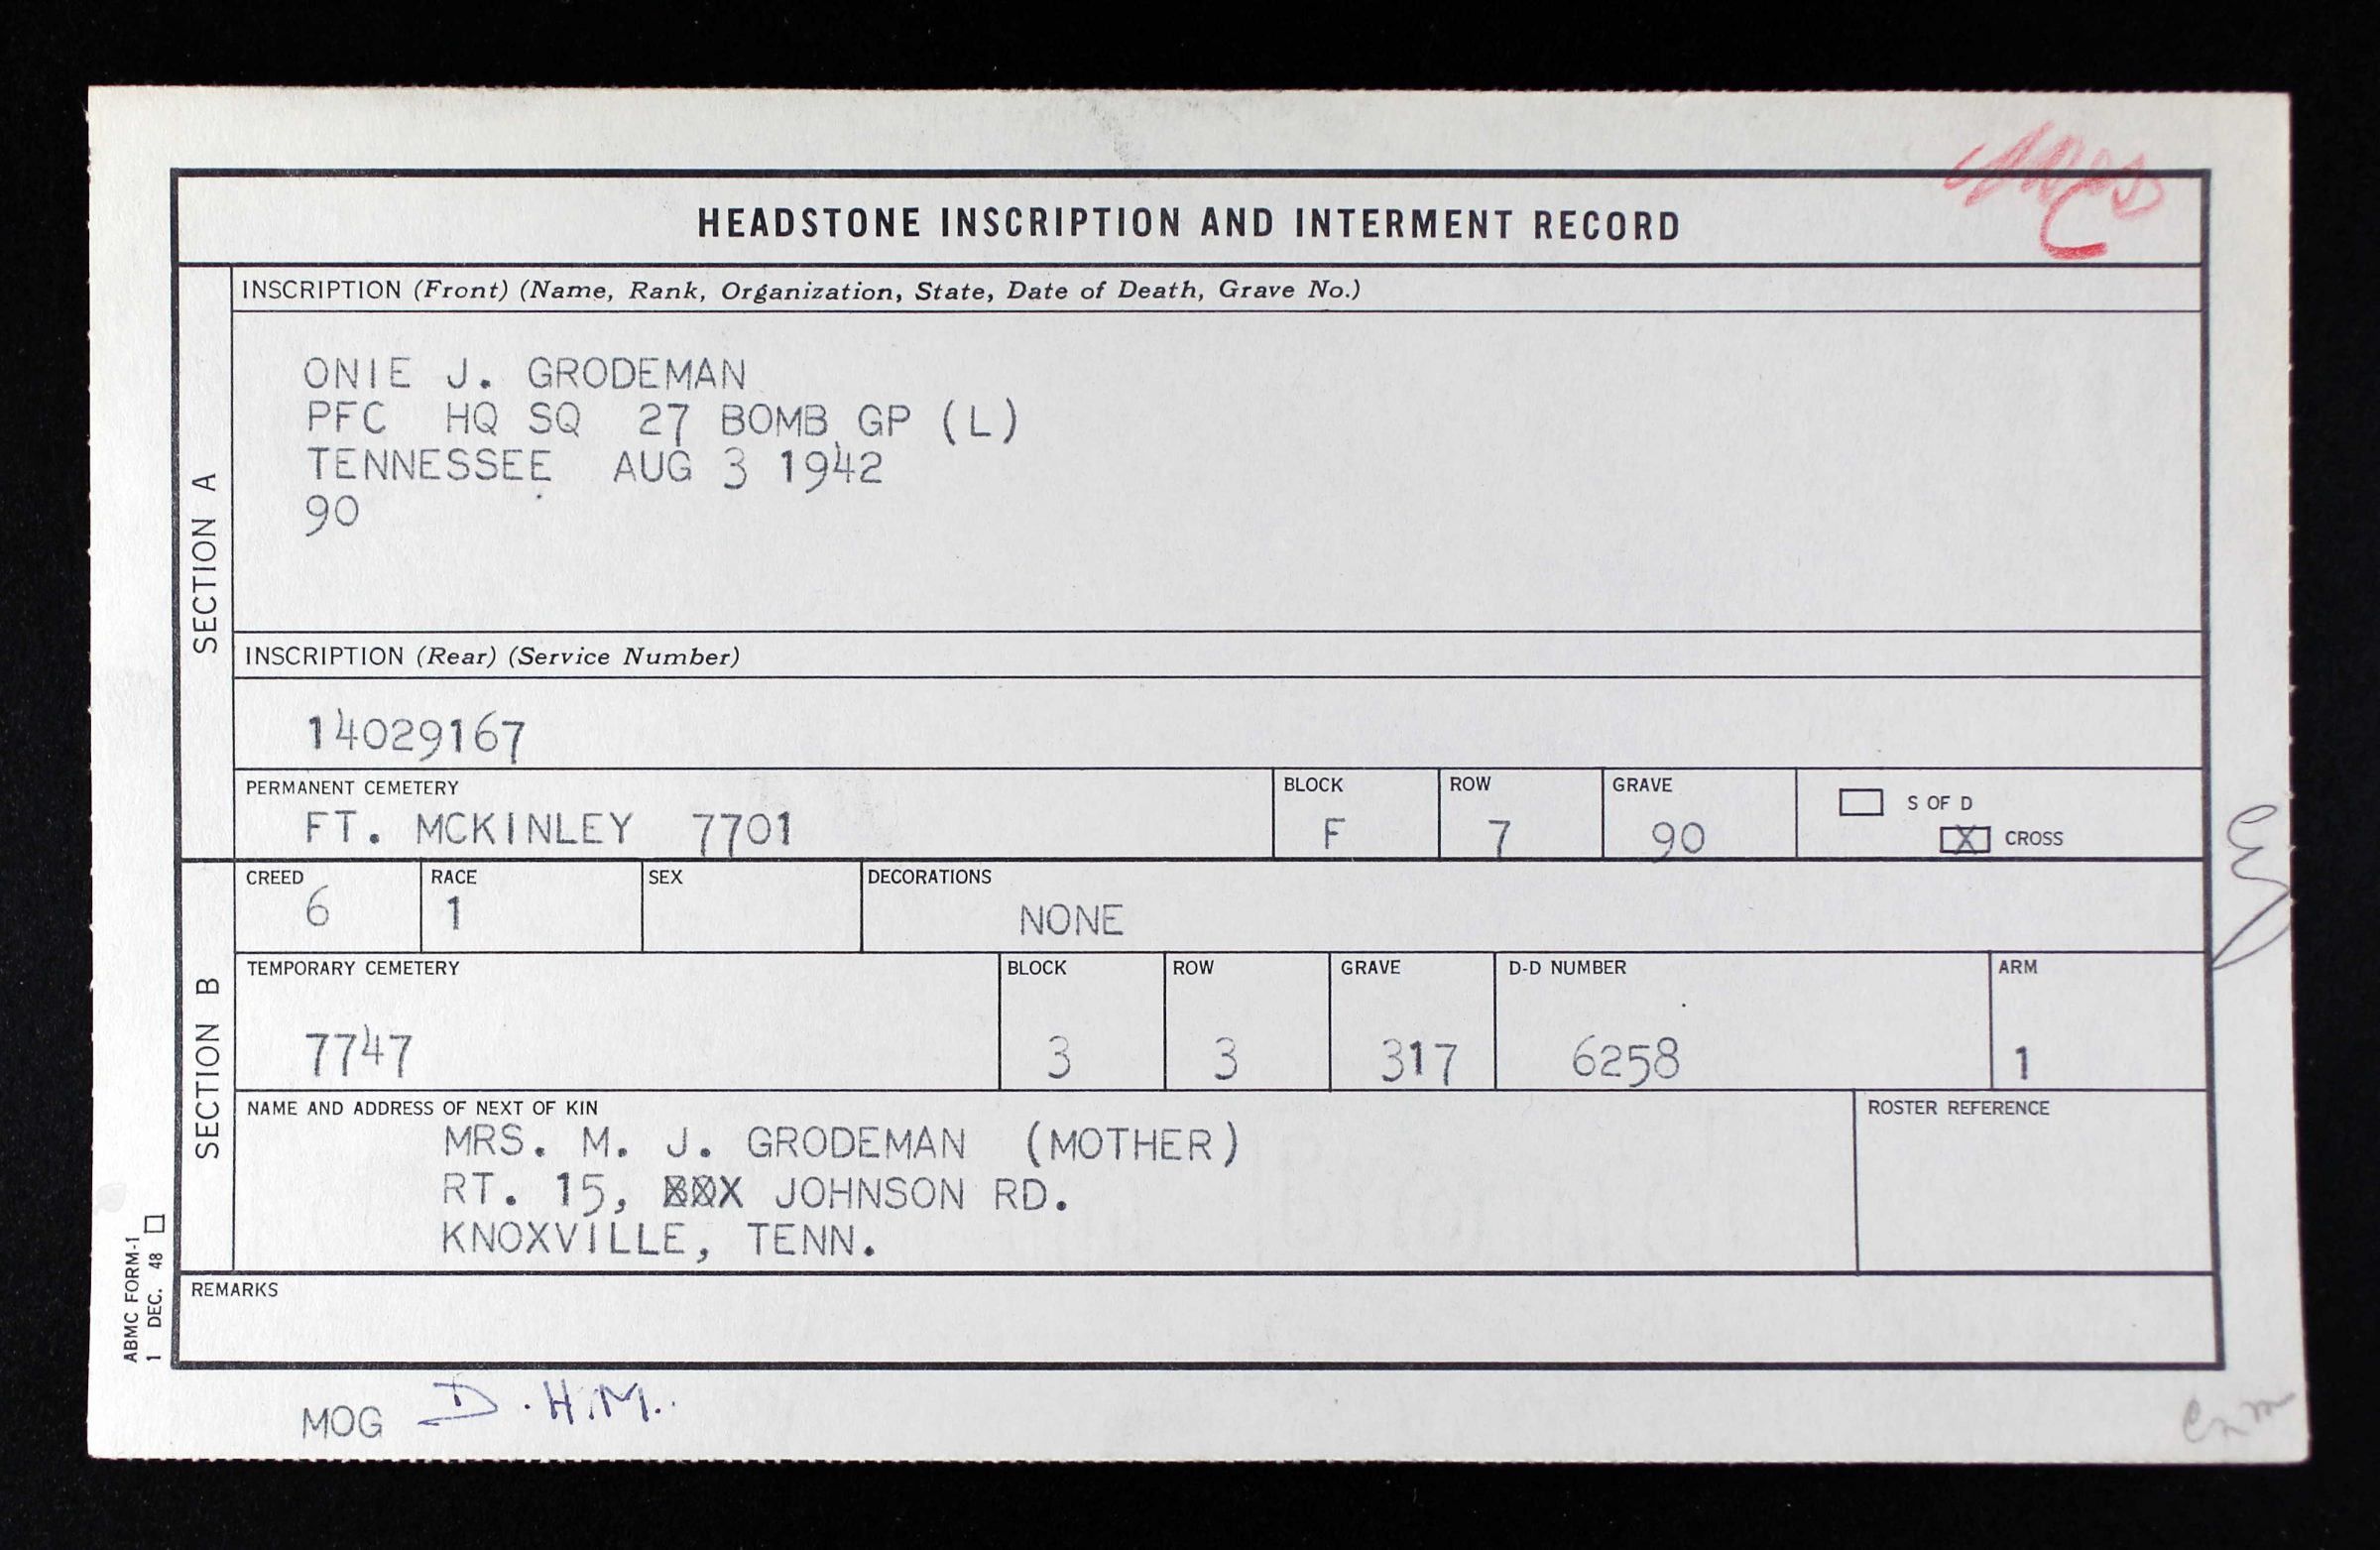 HEADSTONE INSCRIPTION AND INTERMENT RECORD
SECTION A
INSCRIPTION (Front) (Name, Rank, Organization, State, Date of Death, Grave No.)
ONIE J. GRODEMAN
PFC HQ SQ 27 BOMB GP (L)
TENNESSEE AUG 3 1942
90
INSCRIPTION (Rear) (Service Number)
14029167
PERMANENT CEMETERY
FT. MCKINLEY 7701
BLOCK
F
ROW
7
GRAVE
90
S OF D
X CROSS
SECTION B
CREED
6
RACE
1
SEX
DECORATIONS
NONE
TEMPORARY CEMETERY
7747
BLOCK
3
ROW
3
GRAVE
317
D-D NUMBER
6258
ARM
1
NAME AND ADDRESS OF NEXT OF KIN
MRS. M. J. GRODEMAN (MOTHER)
RT. 15, JOHNSON RD.
KNOXVILLE, TENN.
ROSTER REFERENCE
REMARKS
ABMC FORM-1
1 DEC. 48
MOG D.H.M.